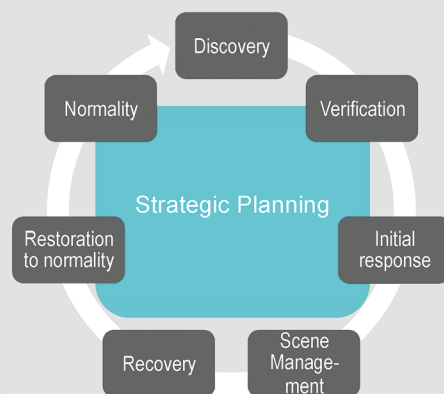 Discovery
Verification
Initial
response
Scene
Manage-
ment
Recovery
Restoration
to normality
Normality
Strategic Planning